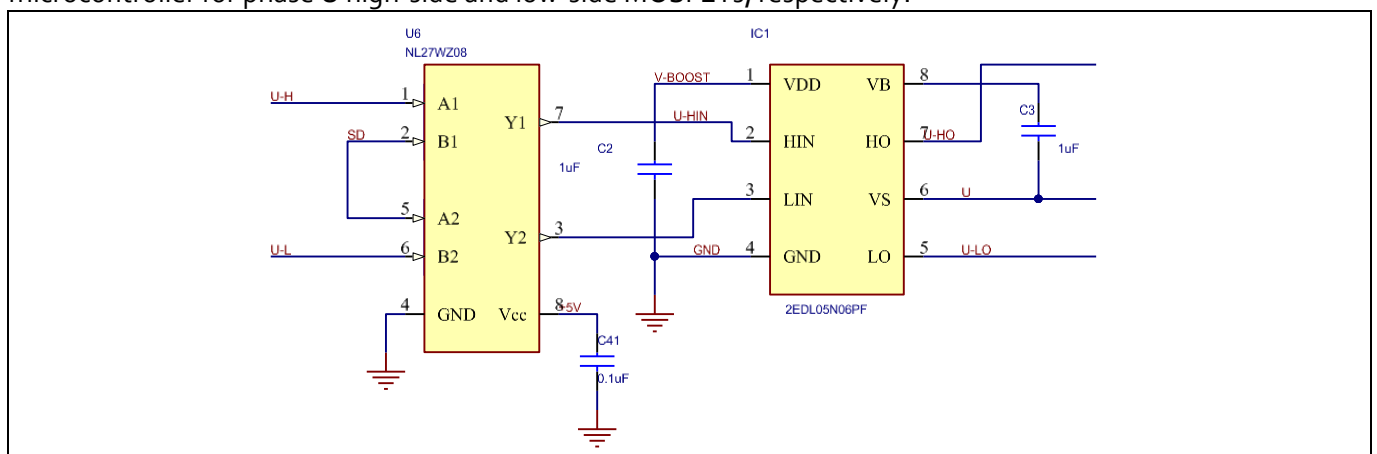 microcontroller for phase U high-side and low-side MOSFETs, respectively.
U6
NL27WZ08
IC1
U-H
1
A1
SD
2
B1
5
A2
U-L
6
B2
4
GND
Y1
7
Y2
3
Vcc
8
+5V
C41
0.1uF
C2
1uF
V-BOOST
1
VDD
U-HIN
2
HIN
3
LIN
GND
4
GND
VB
8
HO
7
U-HO
VS
6
U
LO
5
U-LO
C3
1uF
2EDL05N06PF